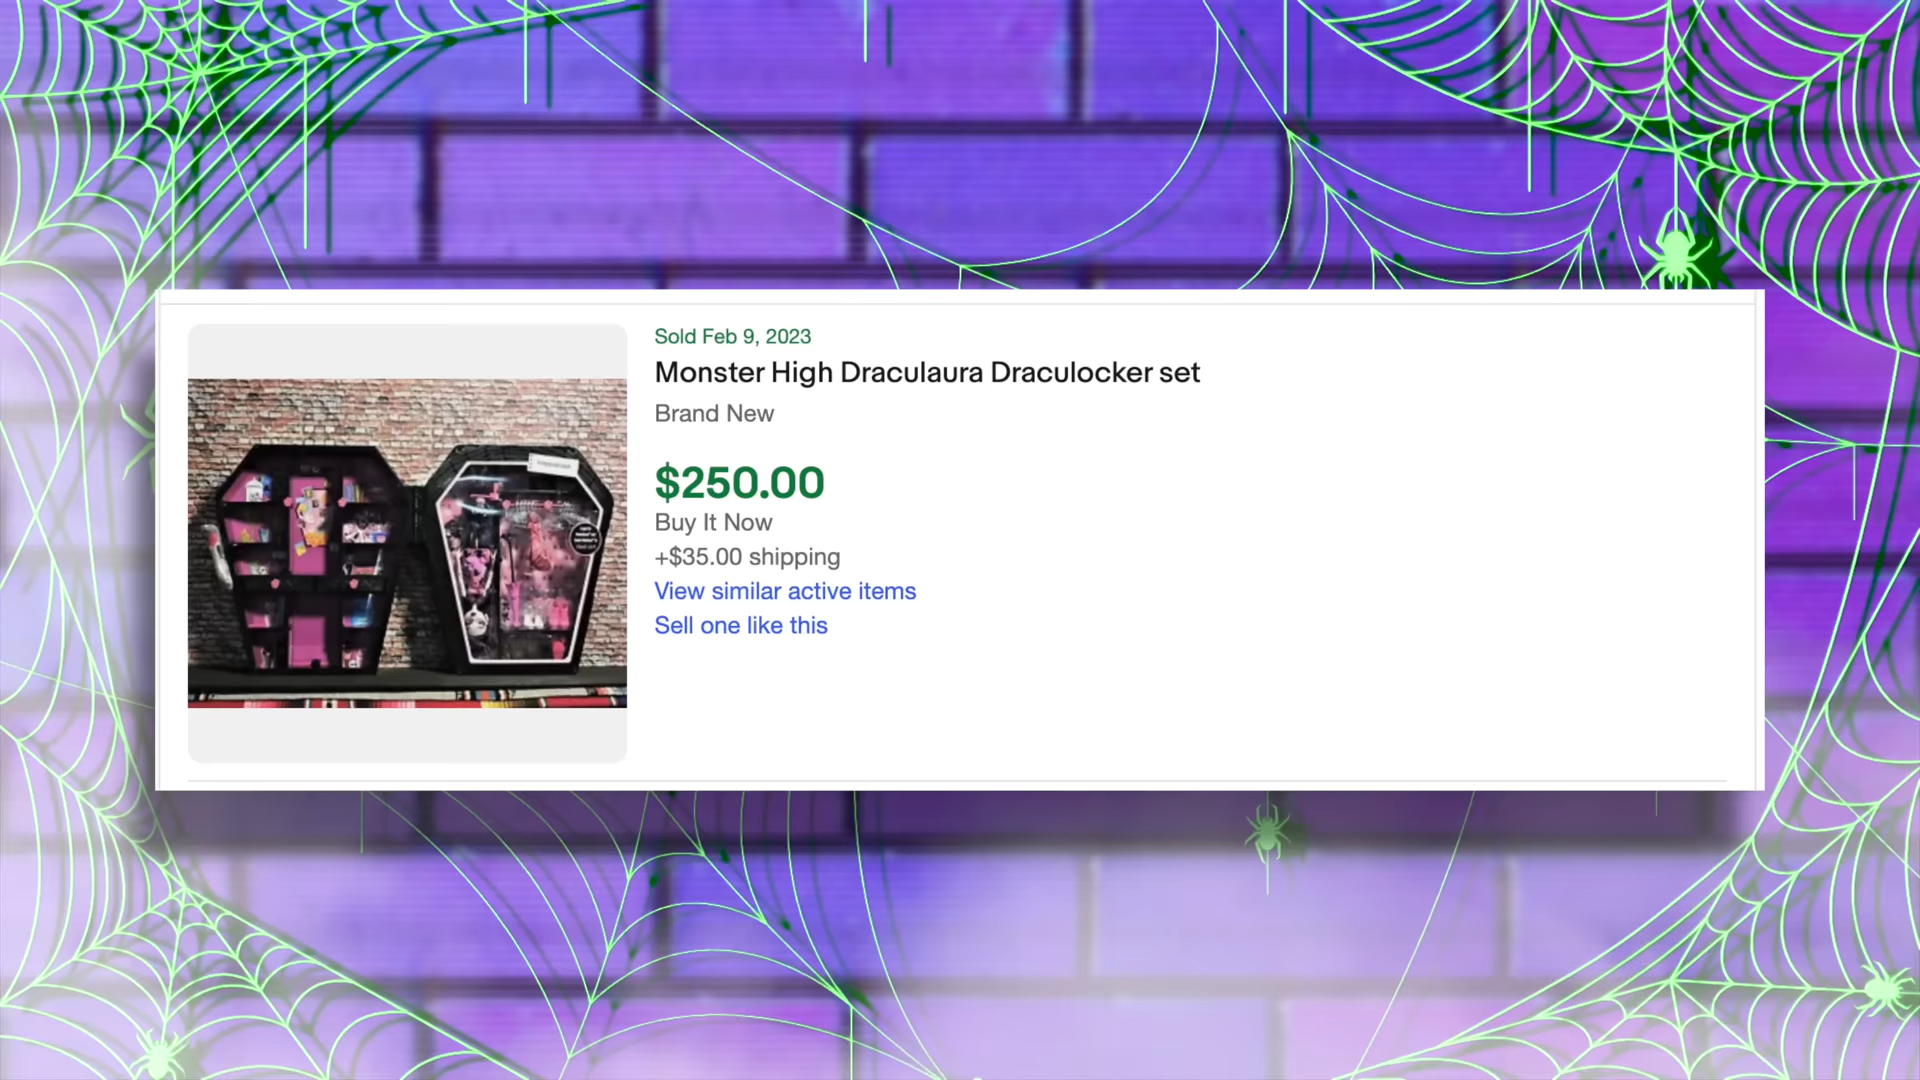 Sold Feb 9, 2023
Monster High Draculaura Draculocker set
Brand New
$250.00
Buy It Now
+$35.00 shipping
View similar active items
Sell one like this